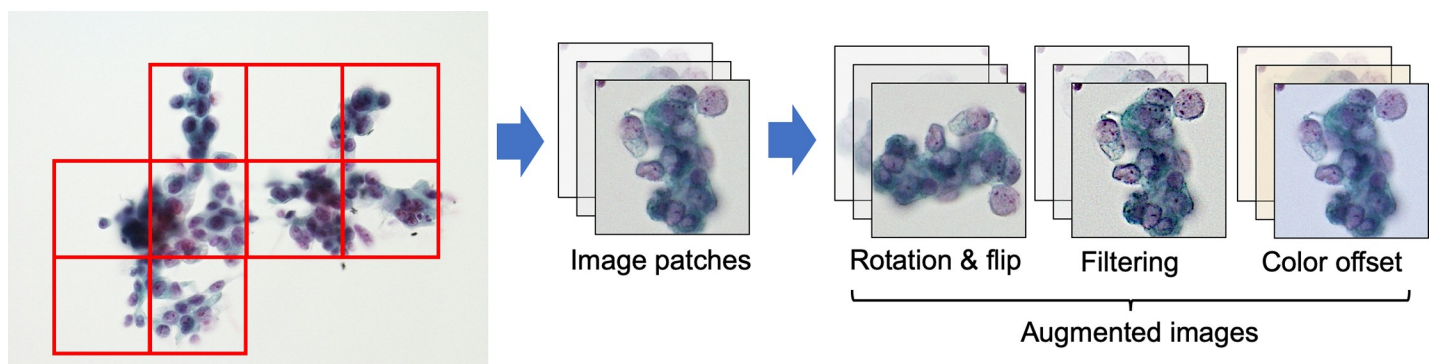 Image patches
Rotation & flip
Filtering
Color offset
Augmented images